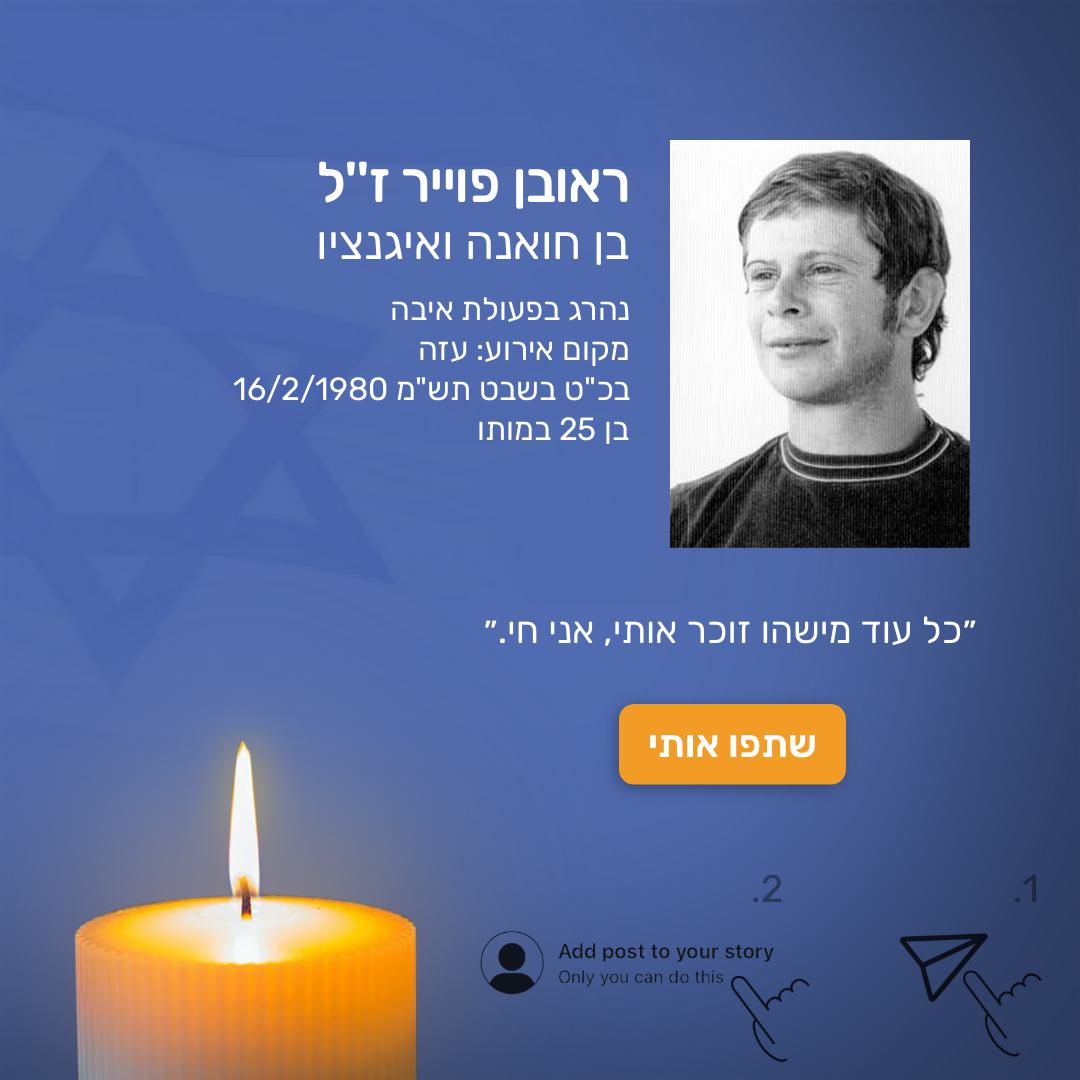 ראובן פוייר ז"ל
בן חואנה ואיגנציו
נהרג בפעולת איבה
מקום אירוע: עזה
בכ"ט בשבט תש"מ 16/2/1980
בן 25 במותו
״כל עוד מישהו זוכר אותי, אני חי.״
שתפו אותי
1.
2.
Add post to your story
Only you can do this